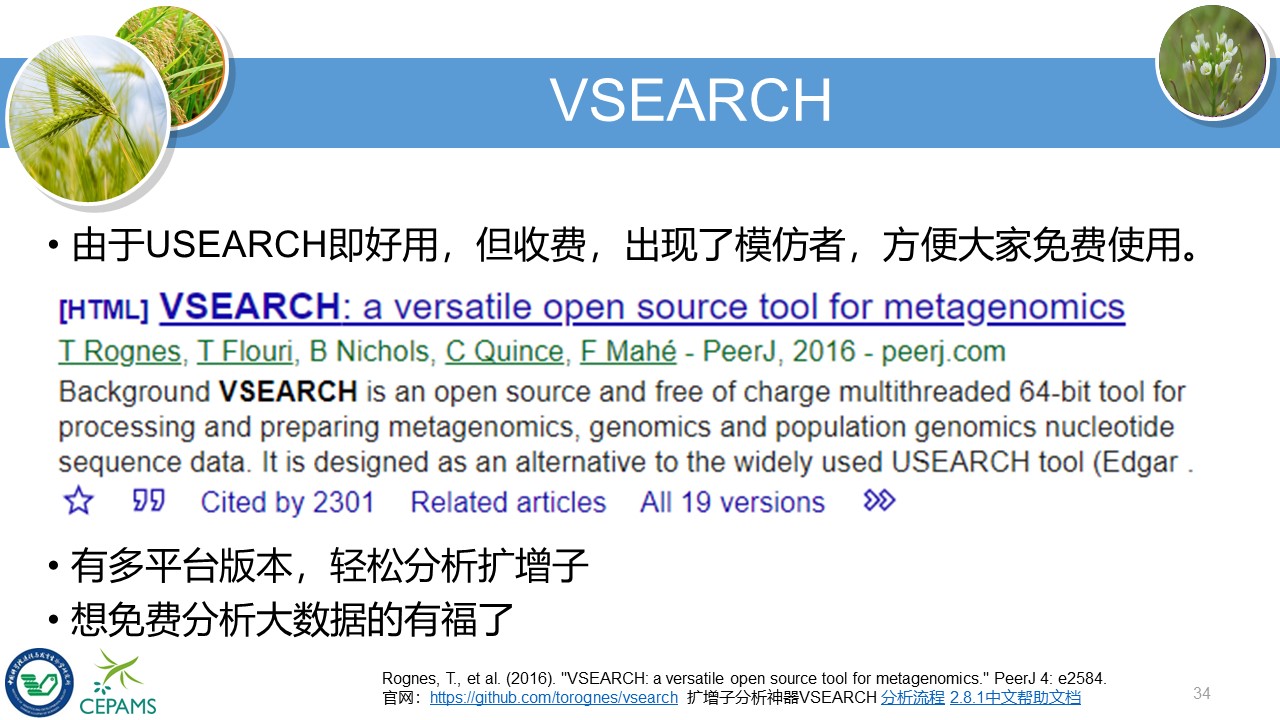 VSEARCH
• 由于USEARCH即好用，但收费，出现了模仿者，方便大家免费使用。
[HTML] VSEARCH: a versatile open source tool for metagenomics
T Rognes, T Flouri, B Nichols, C Quince, F Mahé - PeerJ, 2016 - peerj.com
Background VSEARCH is an open source and free of charge multithreaded 64-bit tool for
processing and preparing metagenomics, genomics and population genomics nucleotide
sequence data. It is designed as an alternative to the widely used USEARCH tool (Edgar .
Cited by 2301 Related articles All 19 versions
• 有多平台版本，轻松分析扩增子
• 想免费分析大数据的有福了
CEPAMS
Rognes, T., et al. (2016). "VSEARCH: a versatile open source tool for metagenomics." PeerJ 4: e2584.
官网：https://github.com/torognes/vsearch 扩增子分析神器VSEARCH 分析流程 2.8.1中文帮助文档
34